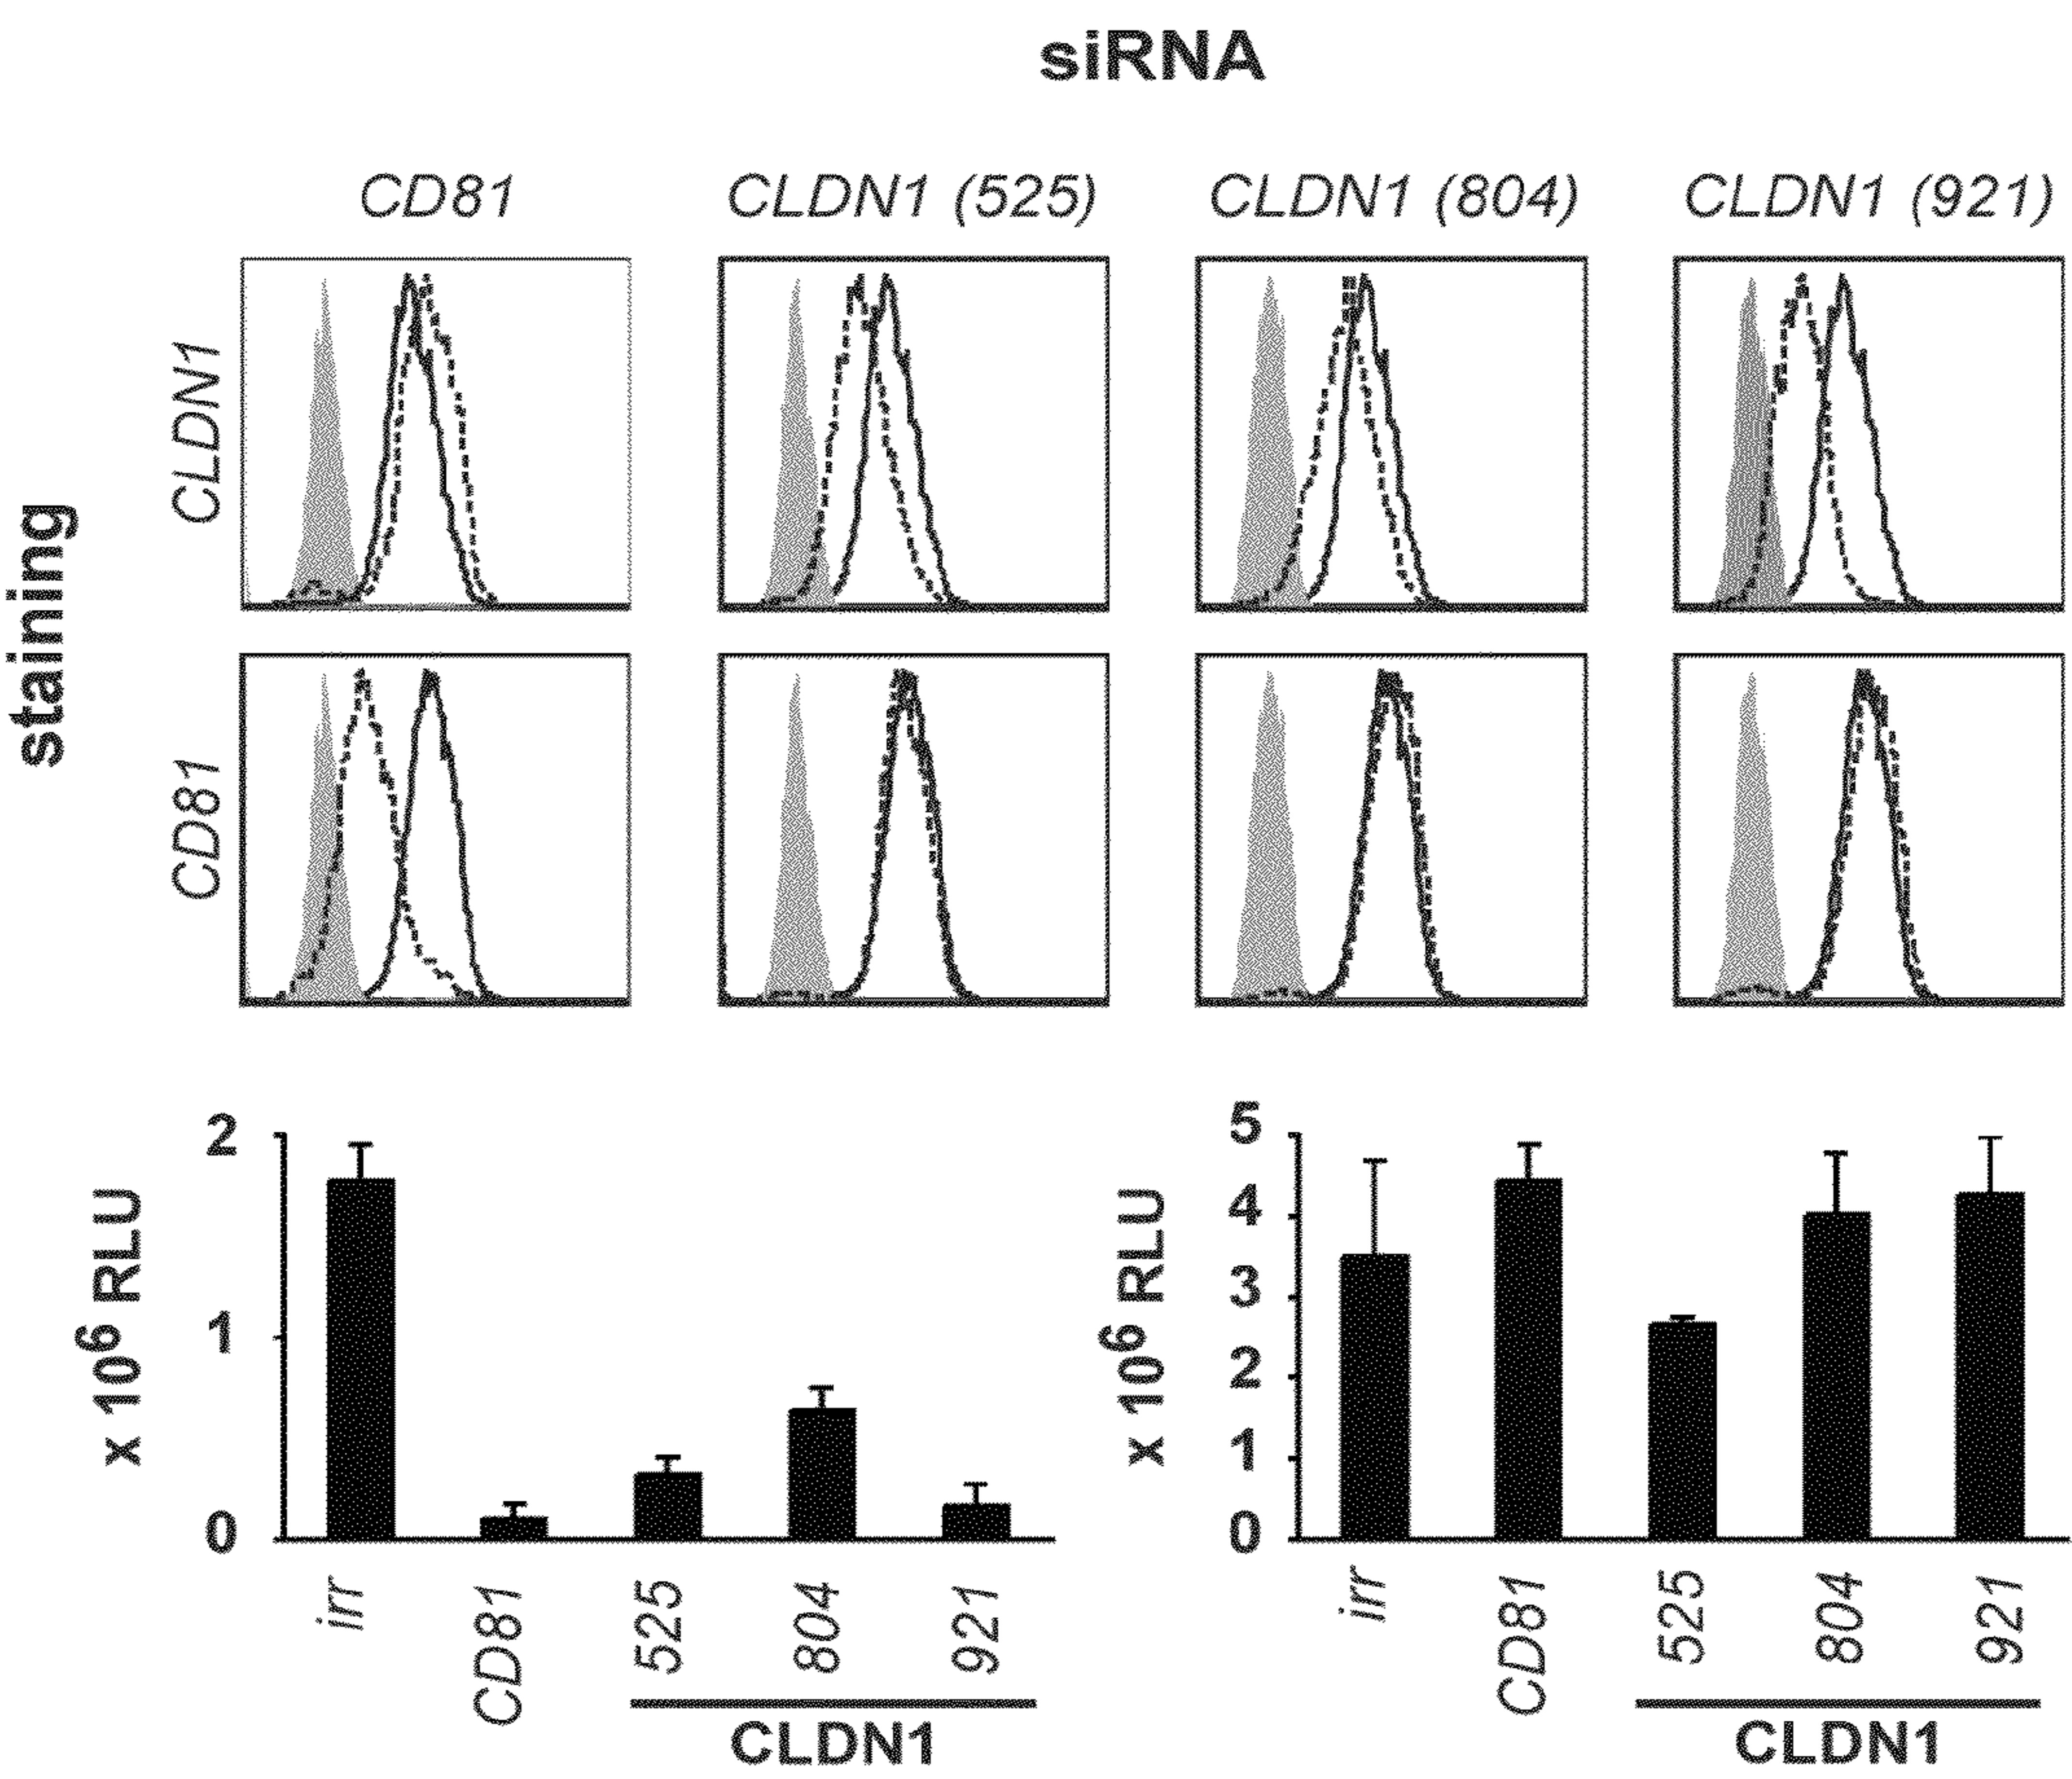 siRNA
CD81 CLDN1 (525) CLDN1 (804) CLDN1 (921)
staining
CLDN1
CD81
x 10⁶ RLU
2
1
0
irr CD81 525 804 921
CLDN1
x 10⁶ RLU
5
4
3
2
1
0
irr CD81 525 804 921
CLDN1